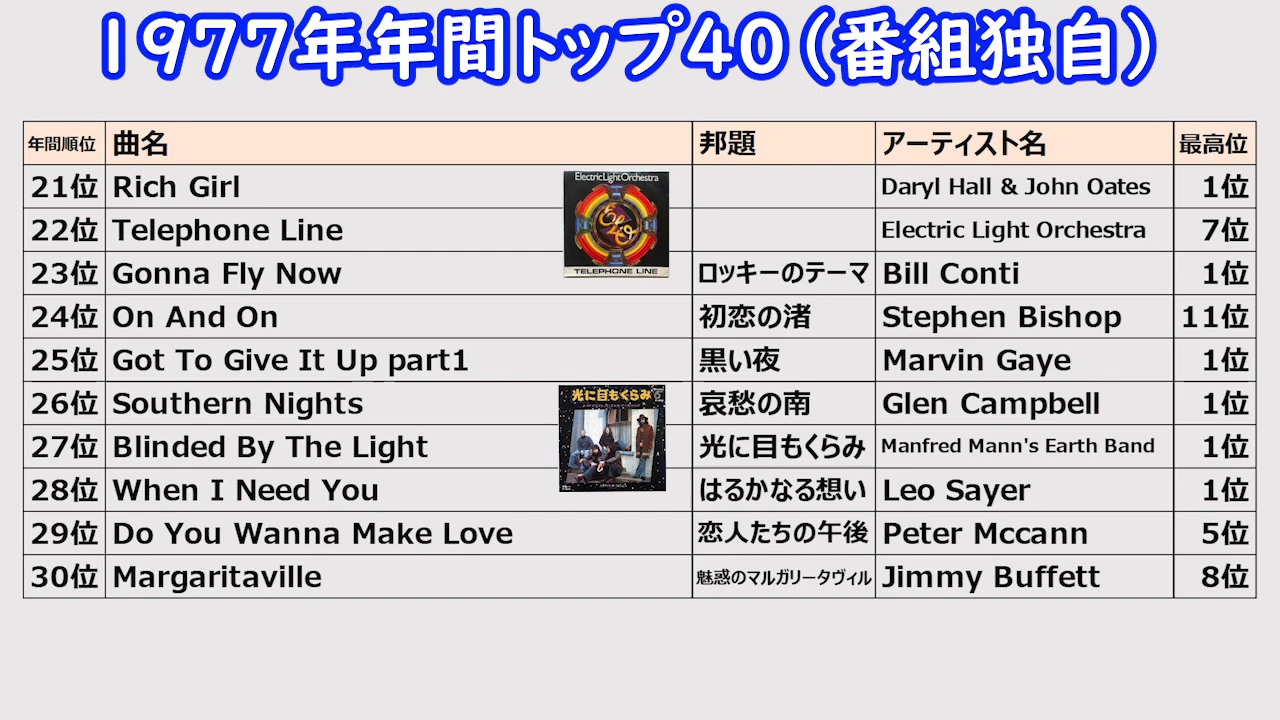 1977年年間トップ40(番組独自)
年間順位 曲名 邦題 アーティスト名 最高位
21位 Rich Girl Daryl Hall & John Oates 1位
22位 Telephone Line Electric Light Orchestra 7位
23位 Gonna Fly Now ロッキーのテーマ Bill Conti 1位
24位 On And On 初恋の渚 Stephen Bishop 11位
25位 Got To Give It Up part1 黒い夜 Marvin Gaye 1位
26位 Southern Nights 哀愁の南 Glen Campbell 1位
27位 Blinded By The Light 光に目もくらみ Manfred Mann's Earth Band 1位
28位 When I Need You はるかなる想い Leo Sayer 1位
29位 Do You Wanna Make Love 恋人たちの午後 Peter Mccann 5位
30位 Margaritaville 魅惑のマルガリータヴィル Jimmy Buffett 8位
Electric Light Orchestra
ELO
TELEPHONE LINE
光に目もくらみ